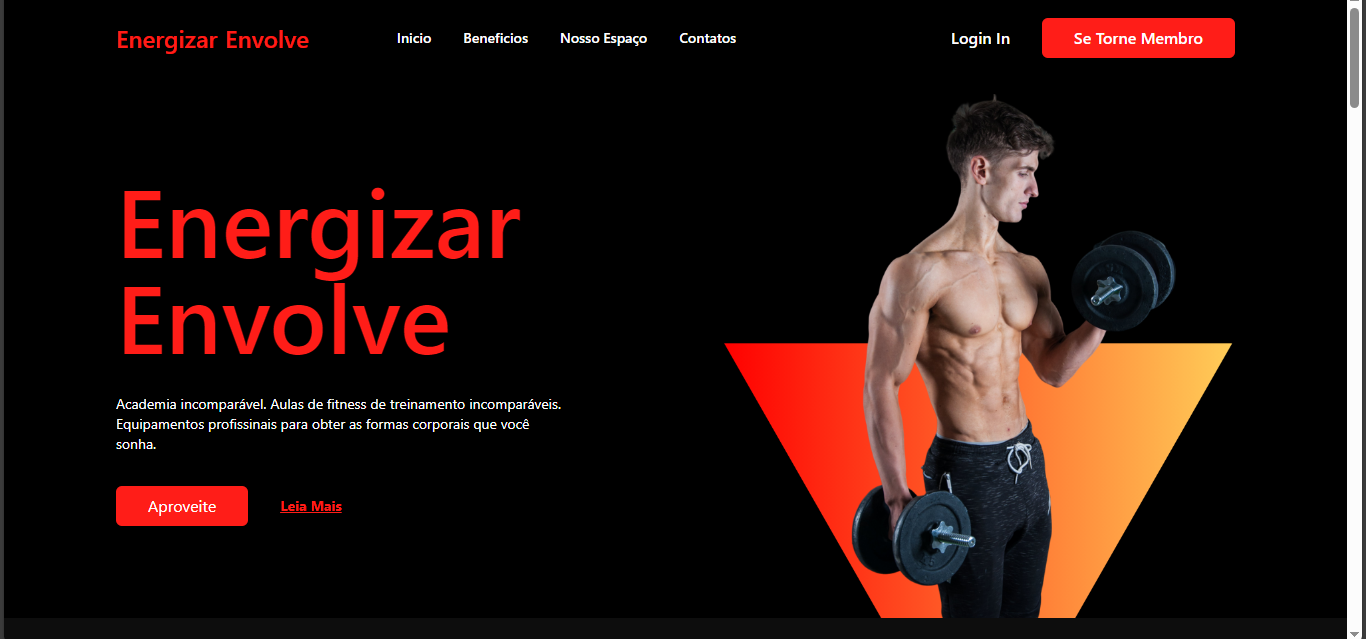 Energizar Envolve
Inicio
Beneficios
Nosso Espaço
Contatos
Login In
Se Torne Membro
Energizar
Envolve
Academia incomparável. Aulas de fitness de treinamento incomparáveis.
Equipamentos profissinais para obter as formas corporais que você
sonha.
Aproveite
Leia Mais